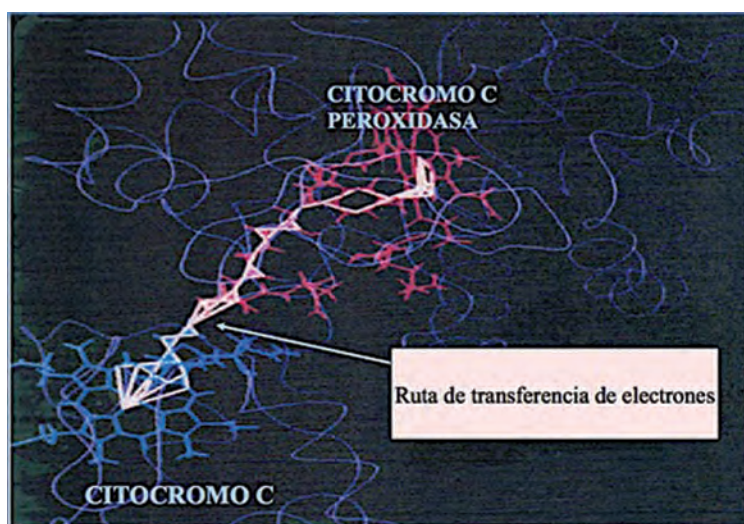 CITOCROMO C
PEROXIDASA
Ruta de transferencia de electrones
CITOCROMO C